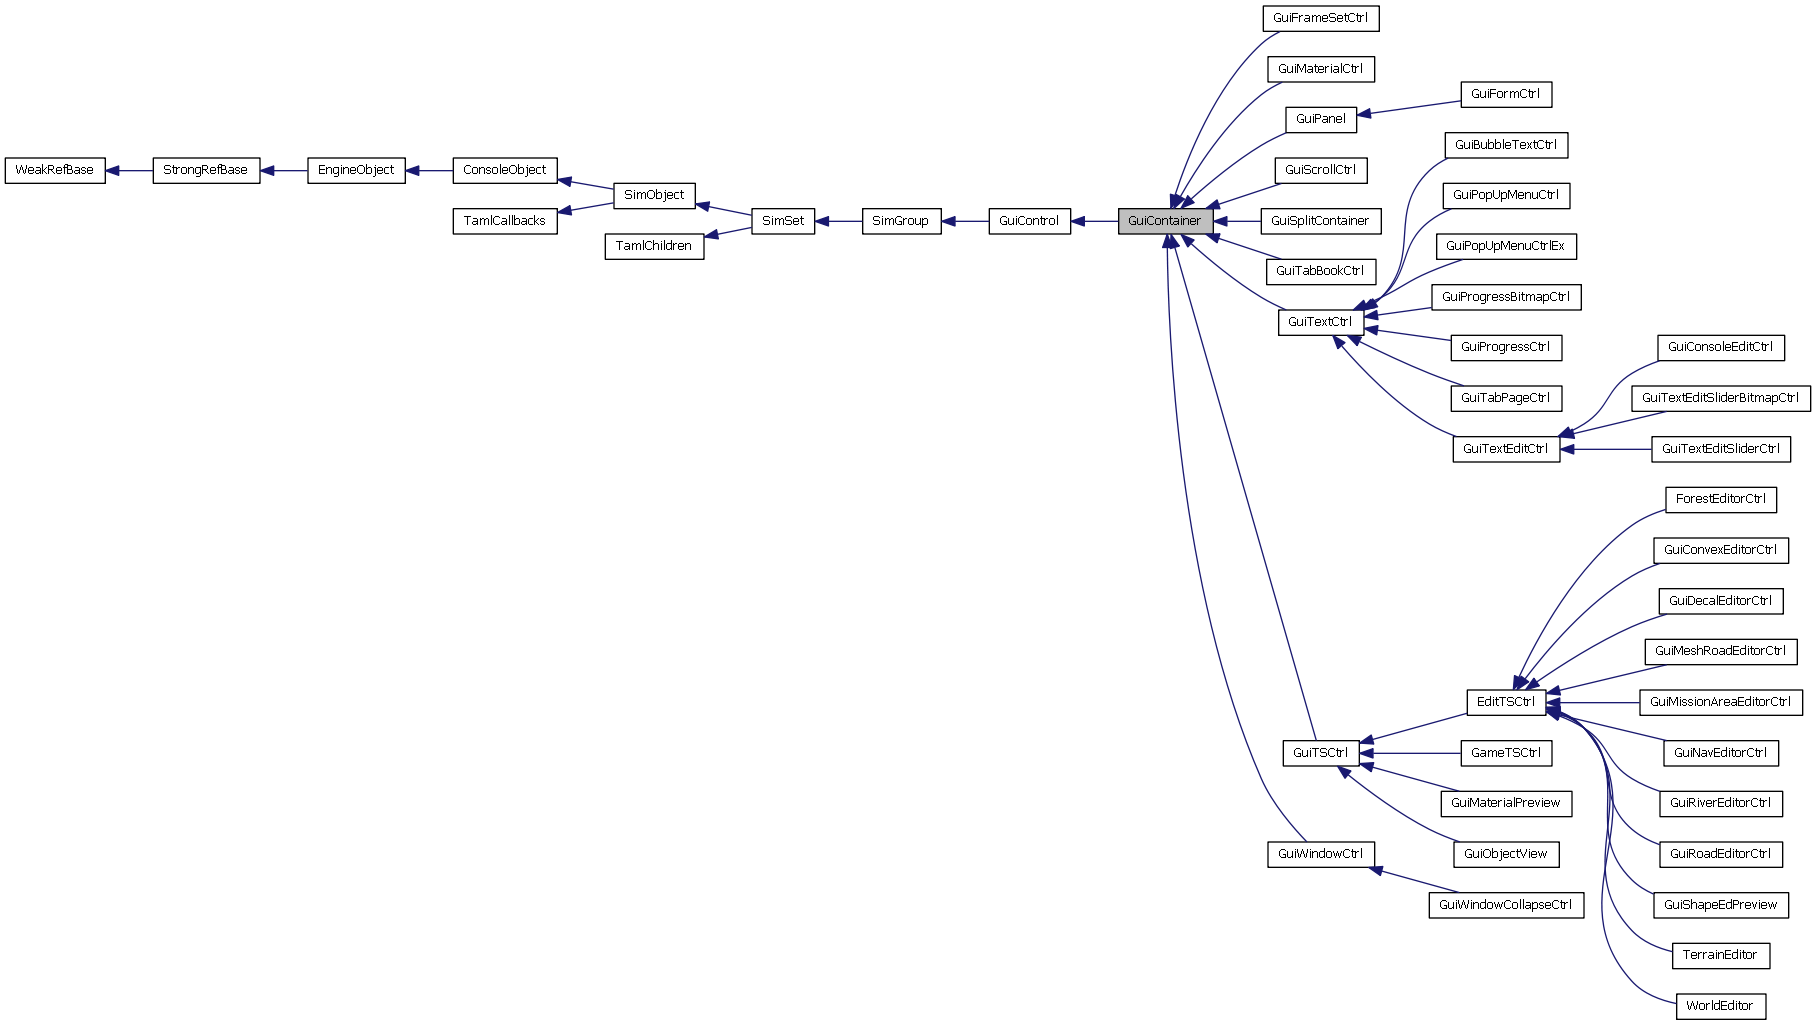 WeakRefBase
StrongRefBase
EngineObject
ConsoleObject
TamlCallbacks
SimObject
TamlChildren
SimSet
SimGroup
GuiControl
GuiContainer
GuiFrameSetCtrl
GuiMaterialCtrl
GuiPanel
GuiFormCtrl
GuiScrollCtrl
GuiSplitContainer
GuiTabBookCtrl
GuiTextCtrl
GuiBubbleTextCtrl
GuiPopUpMenuCtrl
GuiPopUpMenuCtrlEx
GuiProgressBitmapCtrl
GuiProgressCtrl
GuiTabPageCtrl
GuiTextEditCtrl
GuiConsoleEditCtrl
GuiTextEditSliderBitmapCtrl
GuiTextEditSliderCtrl
GuiTSCtrl
EditTSCtrl
ForestEditorCtrl
GuiConvexEditorCtrl
GuiDecalEditorCtrl
GuiMeshRoadEditorCtrl
GuiMissionAreaEditorCtrl
GuiNavEditorCtrl
GuiRiverEditorCtrl
GuiRoadEditorCtrl
GuiShapeEdPreview
TerrainEditor
WorldEditor
GameTSCtrl
GuiMaterialPreview
GuiObjectView
GuiWindowCtrl
GuiWindowCollapseCtrl